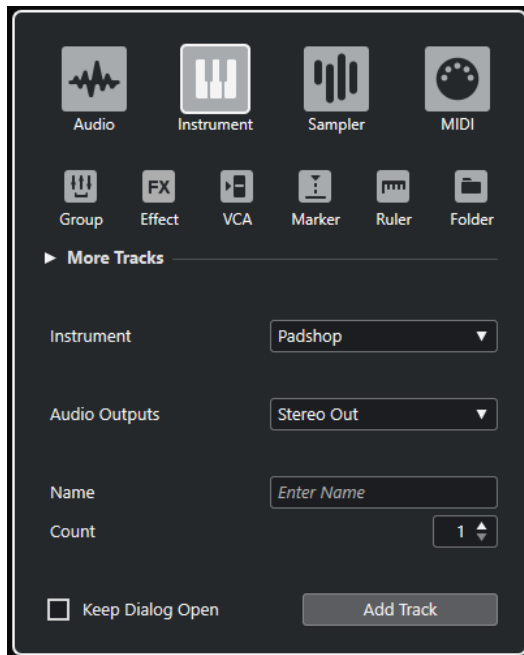 Audio Instrument Sampler MIDI
FX
Group Effect VCA Marker Ruler Folder
More Tracks
Instrument Padshop
Audio Outputs Stereo Out
Name Enter Name
Count 1
Keep Dialog Open Add Track